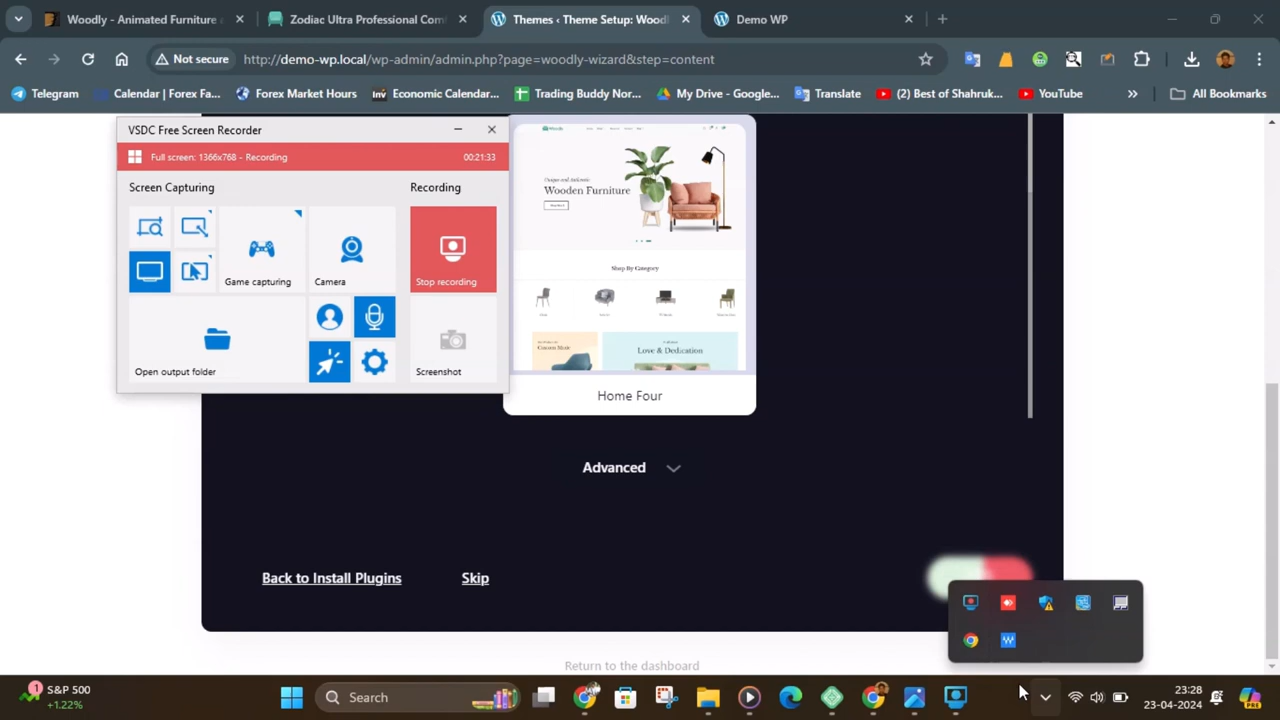 Woodly - Animated Furniture
Zodiac Ultra Professional Com
Themes ‹ Theme Setup: Woodl
Demo WP
Not secure
http://demo-wp.local/wp-admin/admin.php?page=woodly-wizard&step=content
Telegram
Calendar | Forex Fa...
Forex Market Hours
Economic Calendar...
Trading Buddy Nor...
My Drive - Google...
Translate
(2) Best of Shahruk...
YouTube
All Bookmarks
VSDC Free Screen Recorder
Full screen: 1366x768 - Recording
00:21:33
Screen Capturing
Recording
Game capturing
Camera
Stop recording
Open output folder
Screenshot
Wooden Furniture
Shop By Category
Love & Dedication
Home Four
Advanced
Back to Install Plugins
Skip
Return to the dashboard
1
S&P 500
+1.22%
Search
23:28
23-04-2024